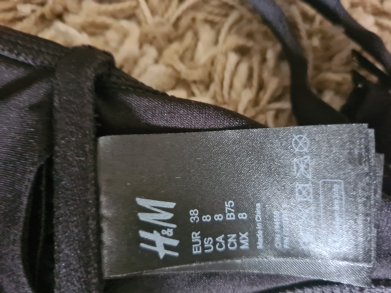 H&M
EUR 38
US 8
CA 8
CN B75
MX 8
Made in China